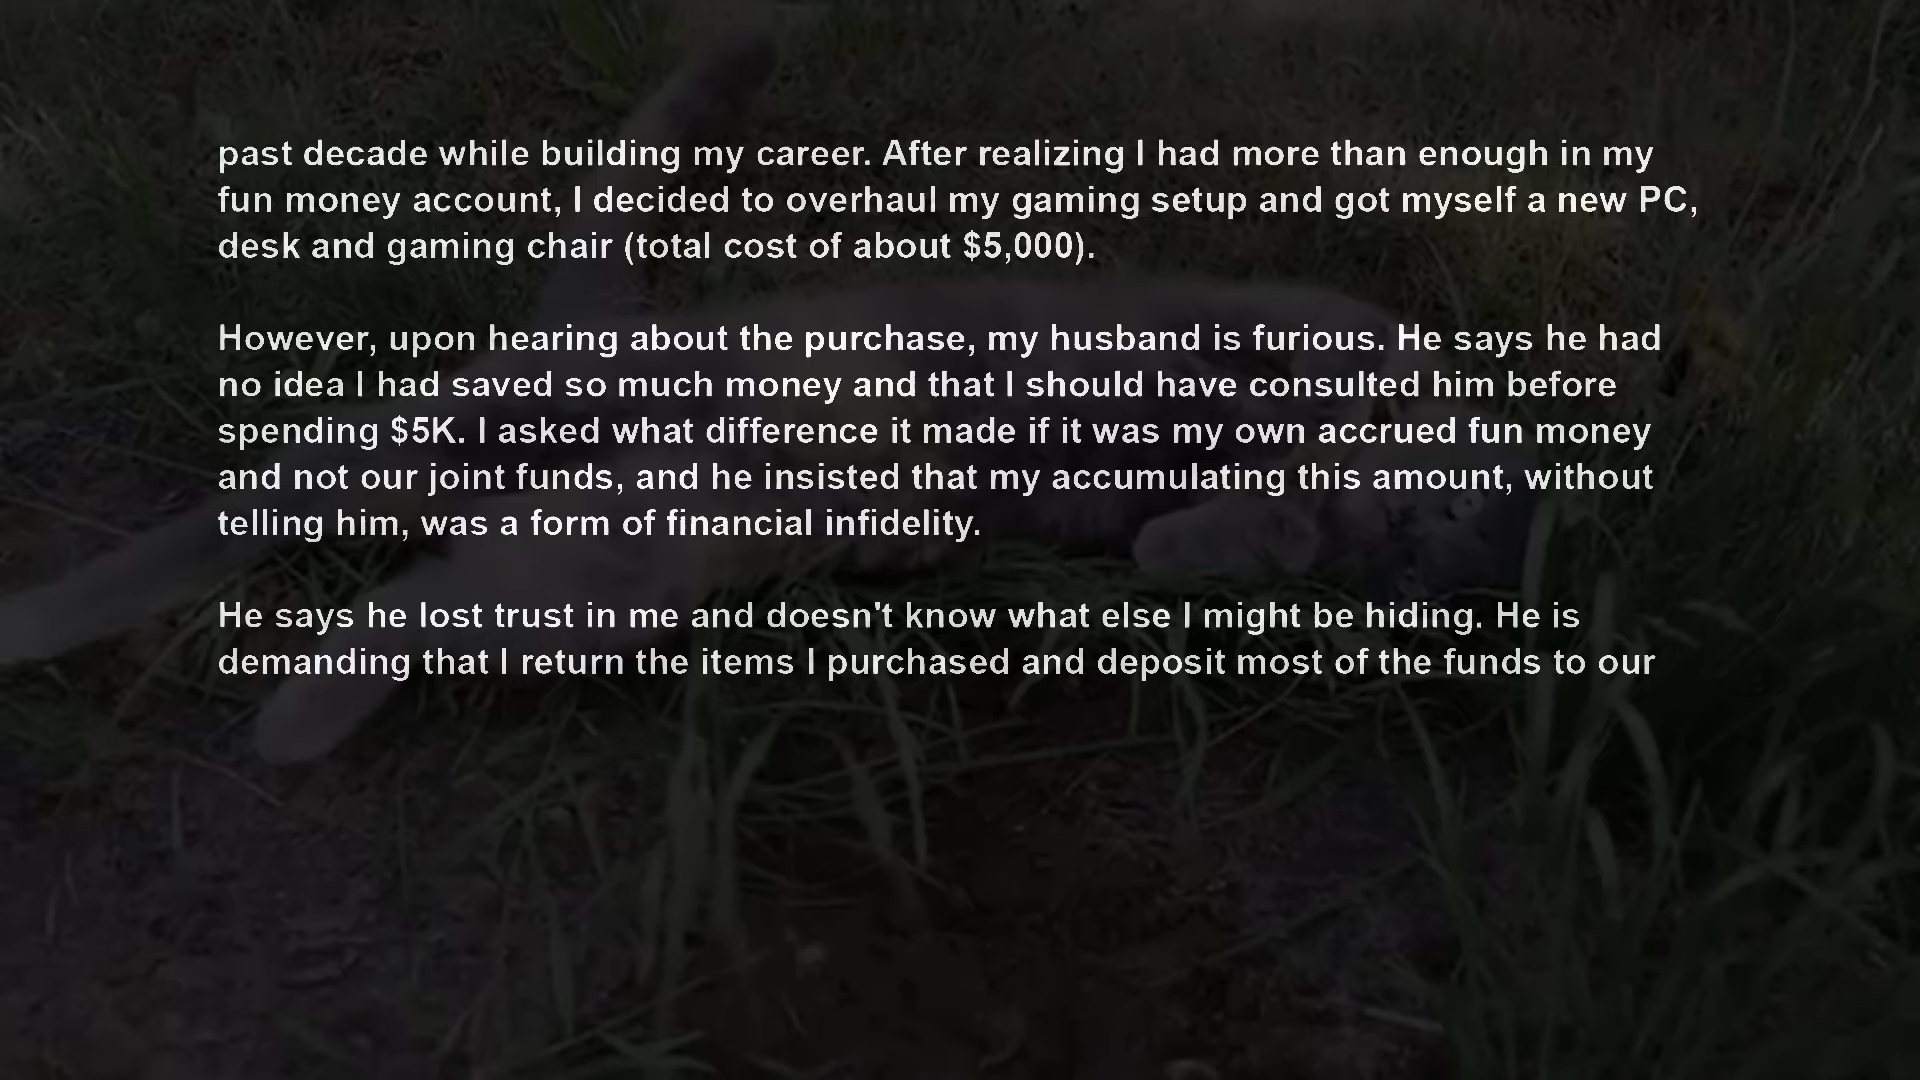 past decade while building my career. After realizing I had more than enough in my
fun money account, I decided to overhaul my gaming setup and got myself a new PC,
desk and gaming chair (total cost of about $5,000).
However, upon hearing about the purchase, my husband is furious. He says he had
no idea I had saved so much money and that I should have consulted him before
spending $5K. I asked what difference it made if it was my own accrued fun money
and not our joint funds, and he insisted that my accumulating this amount, without
telling him, was a form of financial infidelity.
He says he lost trust in me and doesn't know what else I might be hiding. He is
demanding that I return the items I purchased and deposit most of the funds to our